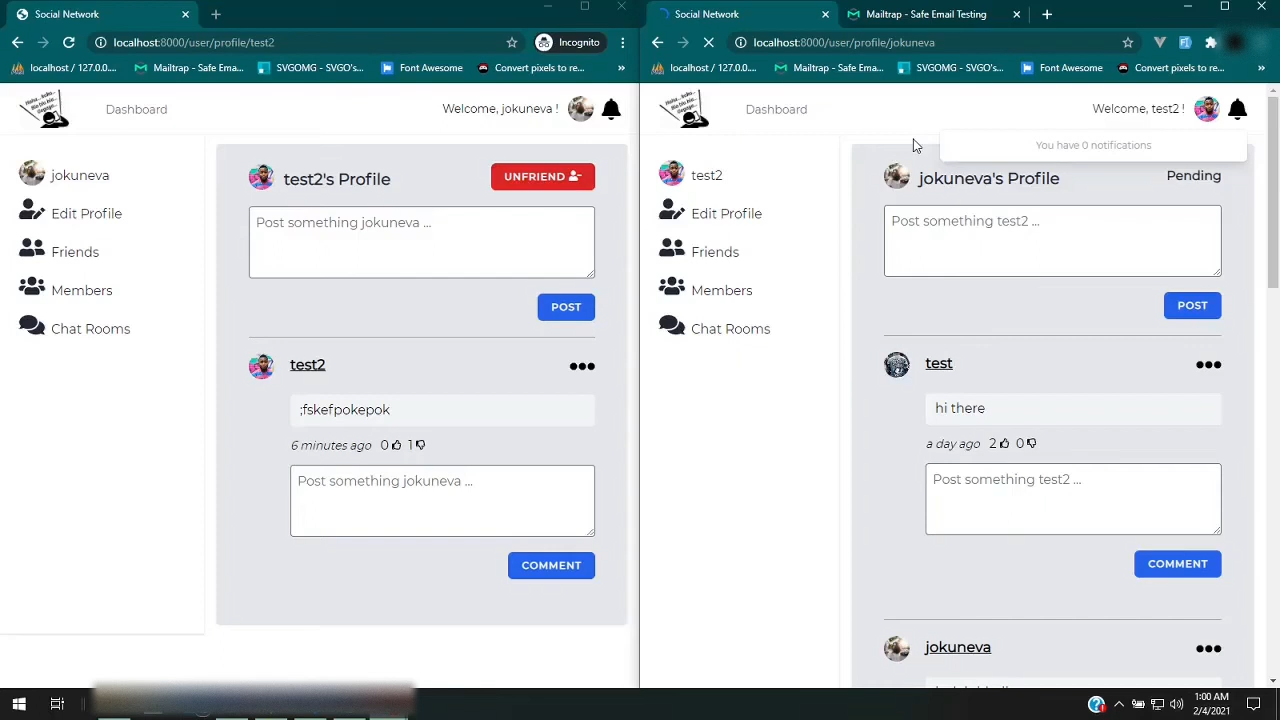 Social Network
localhost:8000/user/profile/test2
Incognito
localhost / 127.0.0....
Mailtrap - Safe Ema...
SVGOMG - SVGO's...
Font Awesome
Convert pixels to re...
»
Dashboard
Welcome, jokuneva !
jokuneva
Edit Profile
Friends
Members
Chat Rooms
test2's Profile
UNFRIEND
Post something jokuneva ...
POST
test2
;fskefpokepok
6 minutes ago 0 1
Post something jokuneva ...
COMMENT
Social Network
Mailtrap - Safe Email Testing
localhost:8000/user/profile/jokuneva
localhost / 127.0.0....
Mailtrap - Safe Ema...
SVGOMG - SVGO's...
Font Awesome
Convert pixels to re...
»
Dashboard
Welcome, test2 !
You have 0 notifications
test2
Edit Profile
Friends
Members
Chat Rooms
jokuneva's Profile
Pending
Post something test2 ...
POST
test
hi there
a day ago 2 0
Post something test2 ...
COMMENT
jokuneva
1:00 AM
2/4/2021